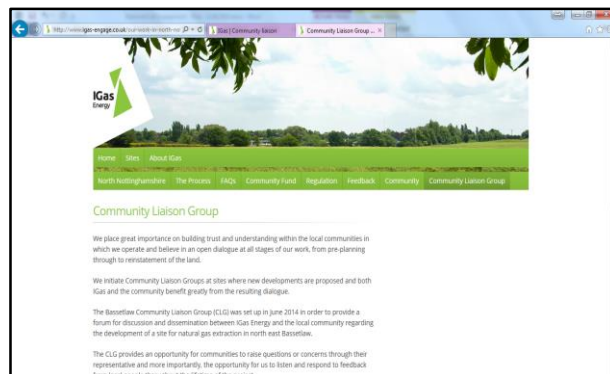 http://www.igas-engage.co.uk/our-work-in-north-no
IGas | Community liaison
Community Liaison Group ...
IGas
Energy
Home Sites About IGas
North Nottinghamshire The Process FAQs Community Fund Regulation Feedback Community Community Liaison Group
Community Liaison Group
We place great importance on building trust and understanding within the local communities in
which we operate and believe in an open dialogue at all stages of our work, from pre-planning
through to reinstatement of the land.
We initiate Community Liaison Groups at sites where new developments are proposed and both
IGas and the community benefit greatly from the resulting dialogue.
The Bassetlaw Community Liaison Group (CLG) was set up in June 2014 in order to provide a
forum for discussion and dissemination between IGas Energy and the local community regarding
the development of a site for natural gas extraction in north east Bassetlaw.
The CLG provides an opportunity for communities to raise questions or concerns through their
representative and more importantly, the opportunity for us to listen and respond to feedback